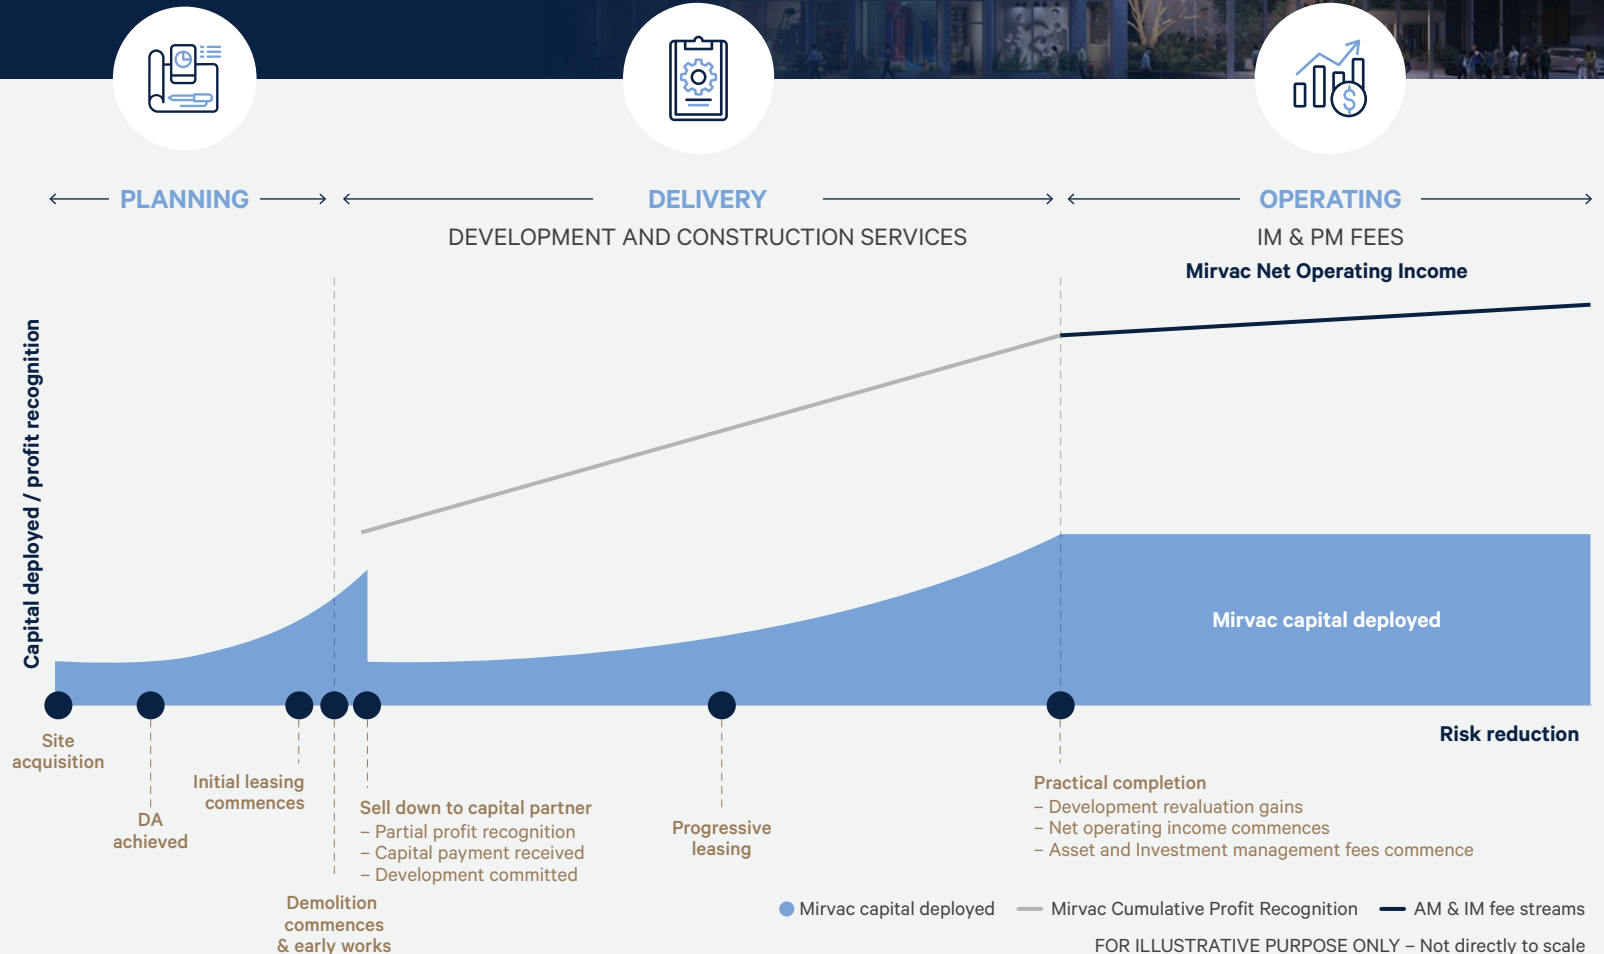 PLANNING
DELIVERY
OPERATING
DEVELOPMENT AND CONSTRUCTION SERVICES
IM & PM FEES
Mirvac Net Operating Income
Capital deployed / profit recognition
Mirvac capital deployed
Risk reduction
Site
acquisition
DA
achieved
Initial leasing
commences
Demolition
commences
& early works
Sell down to capital partner
– Partial profit recognition
– Capital payment received
– Development committed
Progressive
leasing
Practical completion
– Development revaluation gains
– Net operating income commences
– Asset and Investment management fees commence
Mirvac capital deployed
Mirvac Cumulative Profit Recognition
AM & IM fee streams
FOR ILLUSTRATIVE PURPOSE ONLY – Not directly to scale